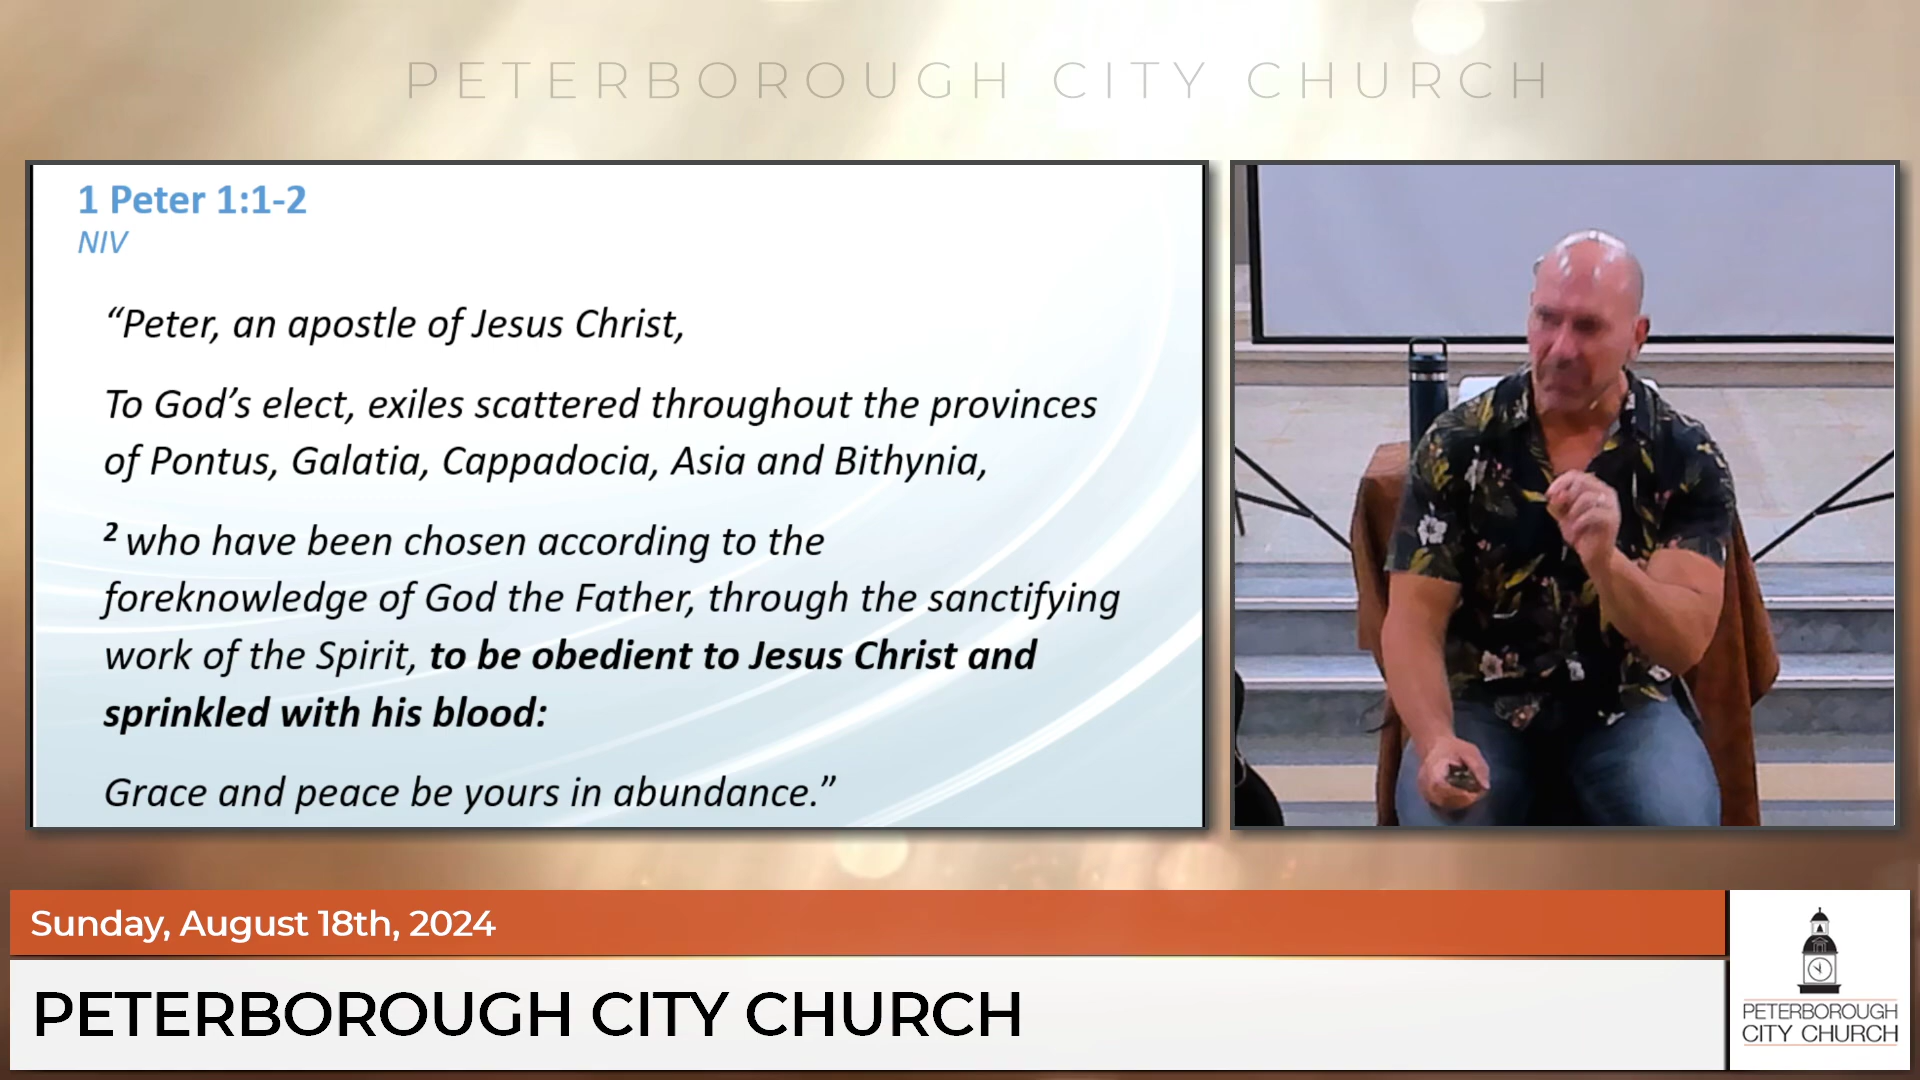 PETERBOROUGH CITY CHURCH
1 Peter 1:1-2
NIV
“Peter, an apostle of Jesus Christ,
To God’s elect, exiles scattered throughout the provinces
of Pontus, Galatia, Cappadocia, Asia and Bithynia,
² who have been chosen according to the
foreknowledge of God the Father, through the sanctifying
work of the Spirit, to be obedient to Jesus Christ and
sprinkled with his blood:
Grace and peace be yours in abundance.”
Sunday, August 18th, 2024
PETERBOROUGH CITY CHURCH
PETERBOROUGH
CITY CHURCH